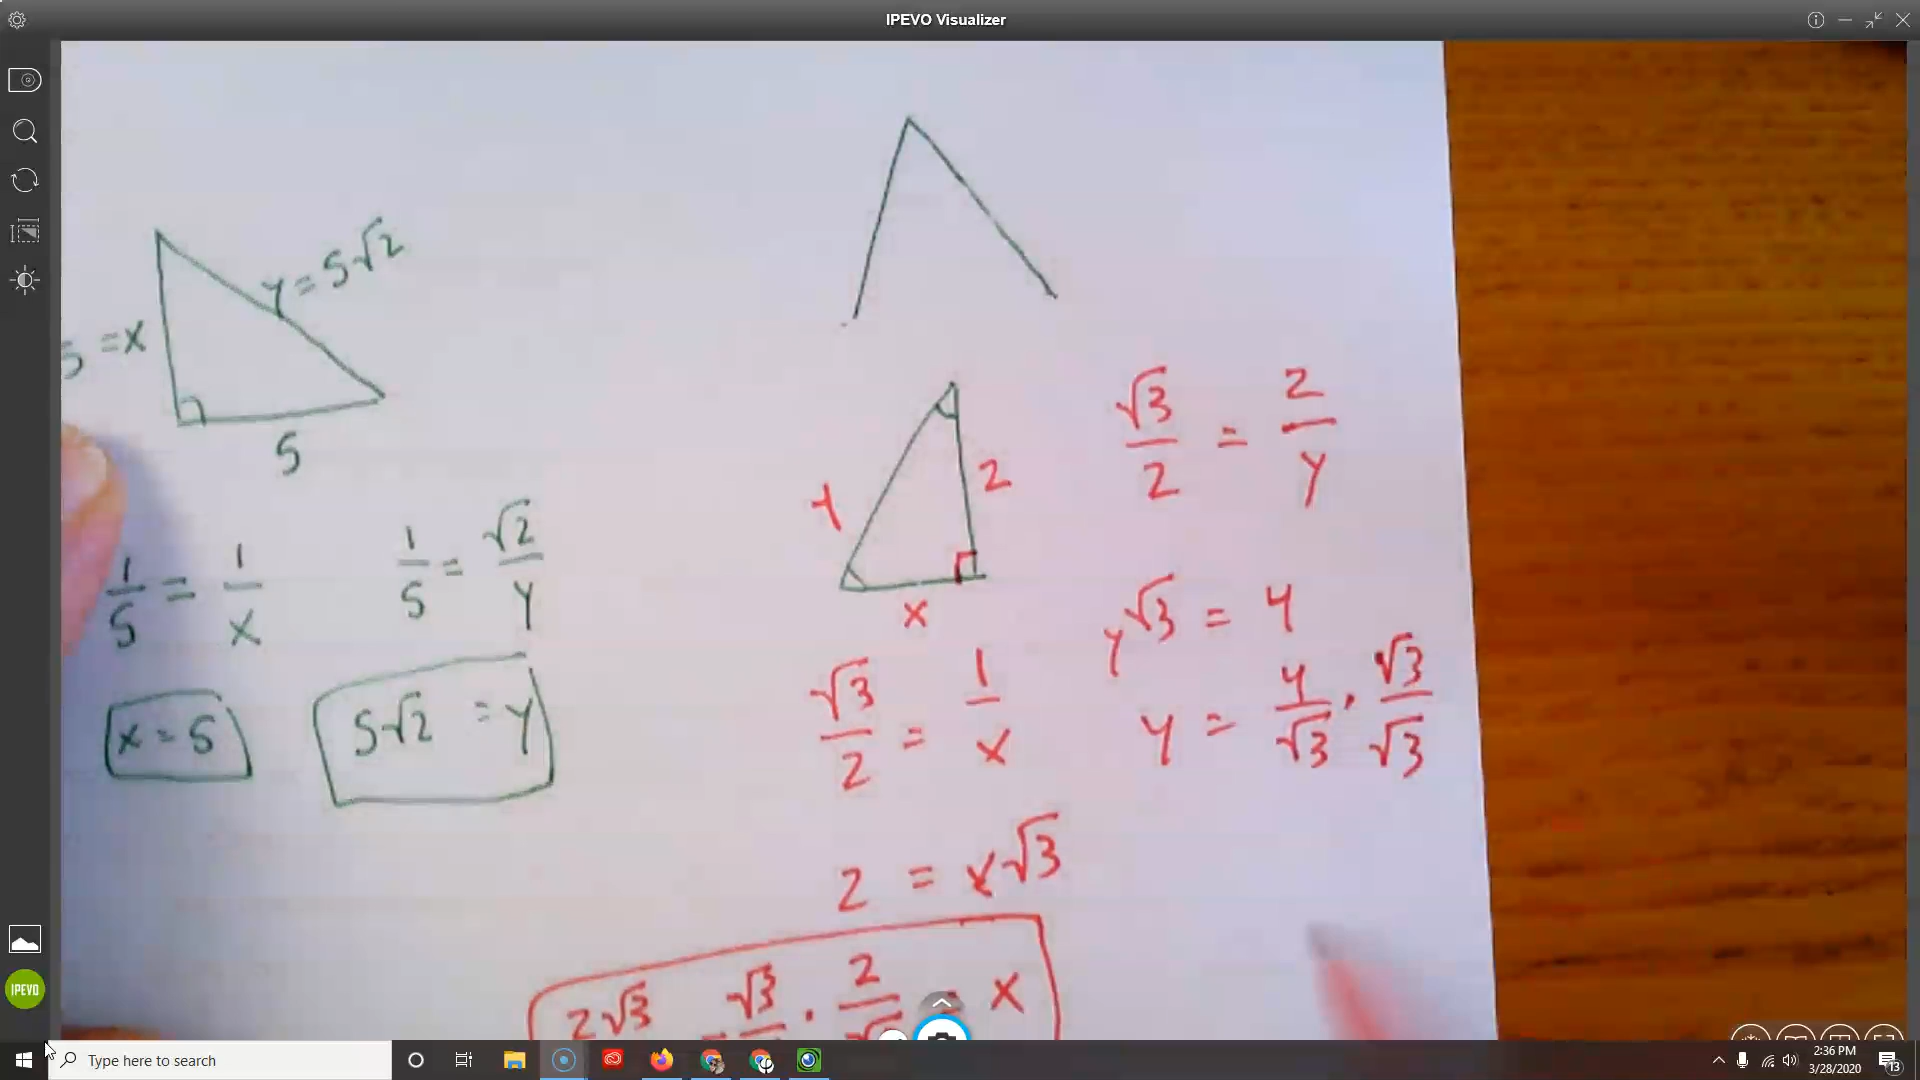 IPEVO Visualizer
y = 5√2
5 = x
5
1/5 = 1/x
1/5 = √2/y
x = 5
5√2 = y
y
2
x
√3/2 = 2/y
y√3 = 4
y = 4/√3 · √3/√3
√3/2 = 1/x
2 = x√3
2√3 = √3 · 2 = x
IPEVO
Type here to search
2:36 PM
3/28/2020
13